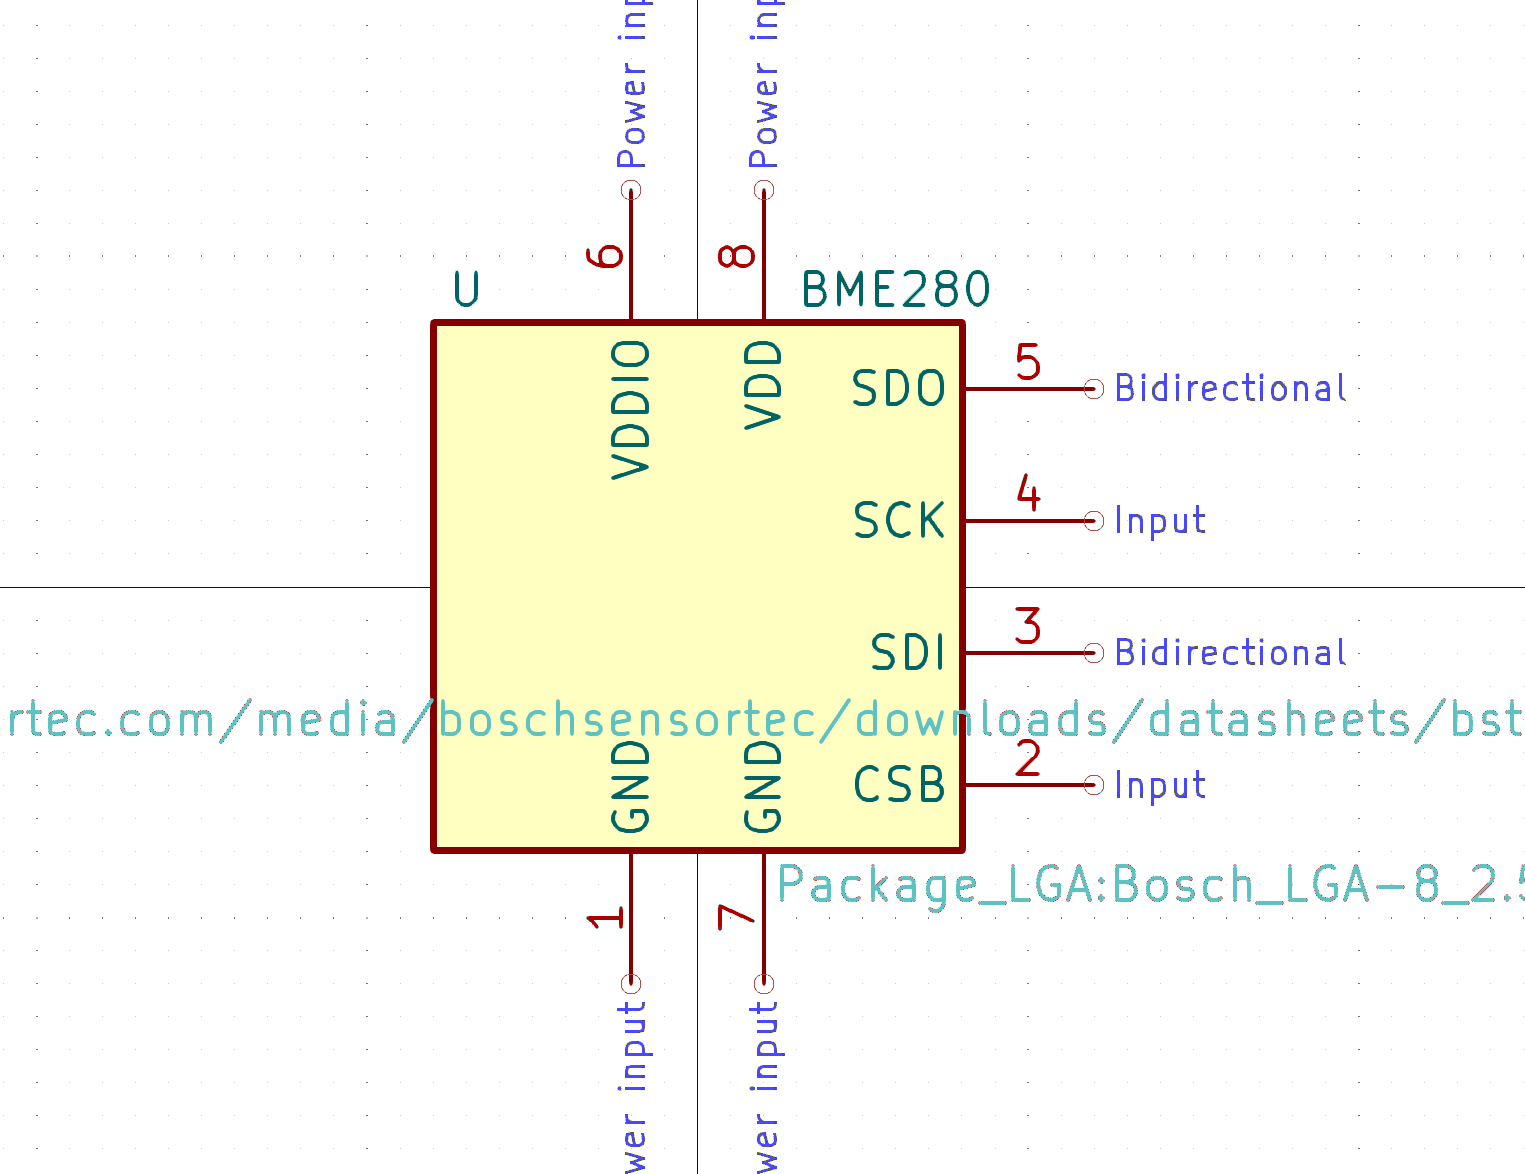 Power inp
Power inp
6
8
U
BME280
VDDIO
VDD
SDO
5
Bidirectional
SCK
4
Input
SDI
3
Bidirectional
rtec.com/media/boschsensortec/downloads/datasheets/bst
GND
GND
CSB
2
Input
Package_LGA:Bosch_LGA-8_2.5
1
7
wer input
wer input